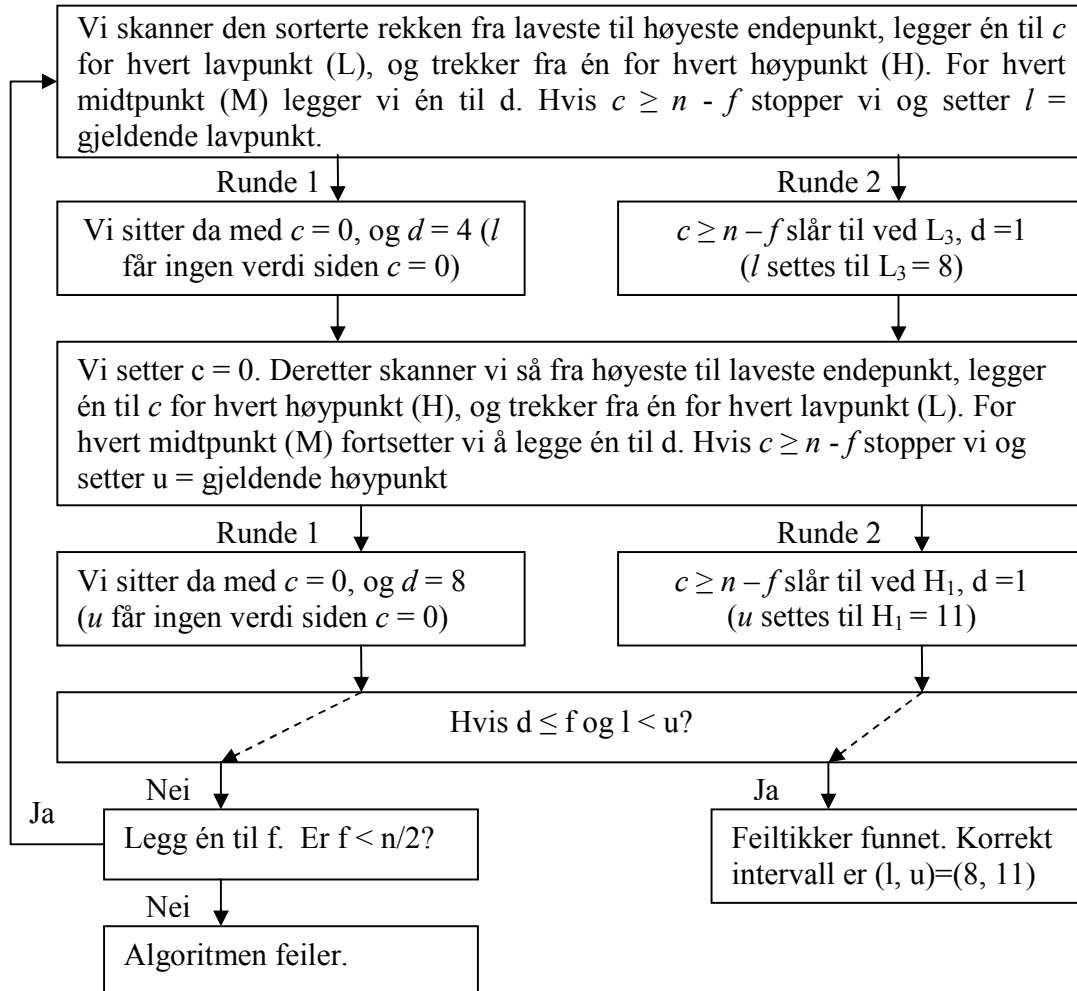 Vi skanner den sorterte rekken fra laveste til høyeste endepunkt, legger én til c
for hvert lavpunkt (L), og trekker fra én for hvert høypunkt (H). For hvert
midtpunkt (M) legger vi én til d. Hvis c ≥ n - f stopper vi og setter l =
gjeldende lavpunkt.
Runde 1
Runde 2
Vi sitter da med c = 0, og d = 4 (l
får ingen verdi siden c = 0)
c ≥ n – f slår til ved L₃, d =1
(l settes til L₃ = 8)
Vi setter c = 0. Deretter skanner vi så fra høyeste til laveste endepunkt, legger
én til c for hvert høypunkt (H), og trekker fra én for hvert lavpunkt (L). For
hvert midtpunkt (M) fortsetter vi å legge én til d. Hvis c ≥ n - f stopper vi og
setter u = gjeldende høypunkt
Runde 1
Runde 2
Vi sitter da med c = 0, og d = 8
(u får ingen verdi siden c = 0)
c ≥ n – f slår til ved H₁, d =1
(u settes til H₁ = 11)
Hvis d ≤ f og l < u?
Nei
Ja
Ja
Legg én til f. Er f < n/2?
Feiltikker funnet. Korrekt
intervall er (l, u)=(8, 11)
Nei
Algoritmen feiler.